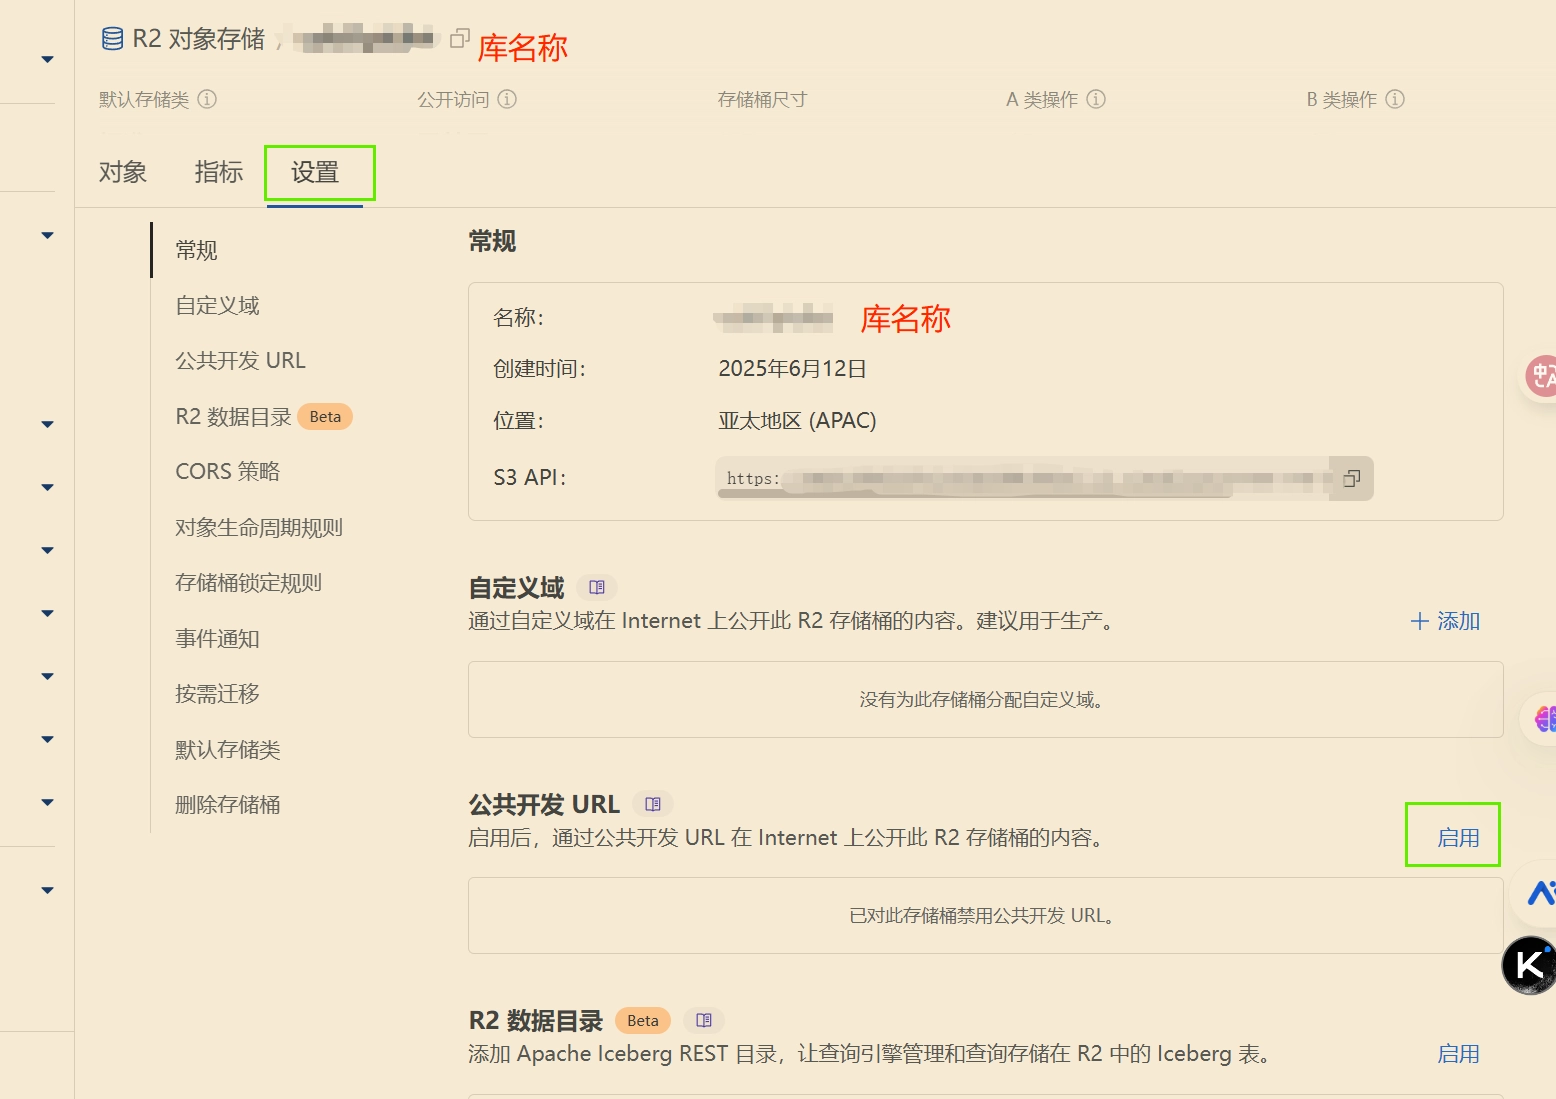 R2 对象存储 /
库名称
默认存储类
公开访问
存储桶尺寸
A 类操作
B 类操作
对象
指标
设置
常规
自定义域
公共开发 URL
R2 数据目录 Beta
CORS 策略
对象生命周期规则
存储桶锁定规则
事件通知
按需迁移
默认存储类
删除存储桶
常规
名称：
库名称
创建时间： 2025年6月12日
位置： 亚太地区 (APAC)
S3 API： https:
自定义域
通过自定义域在 Internet 上公开此 R2 存储桶的内容。建议用于生产。
添加
没有为此存储桶分配自定义域。
公共开发 URL
启用后，通过公共开发 URL 在 Internet 上公开此 R2 存储桶的内容。
启用
已对此存储桶禁用公共开发 URL。
R2 数据目录 Beta
添加 Apache Iceberg REST 目录，让查询引擎管理和查询存储在 R2 中的 Iceberg 表。
启用